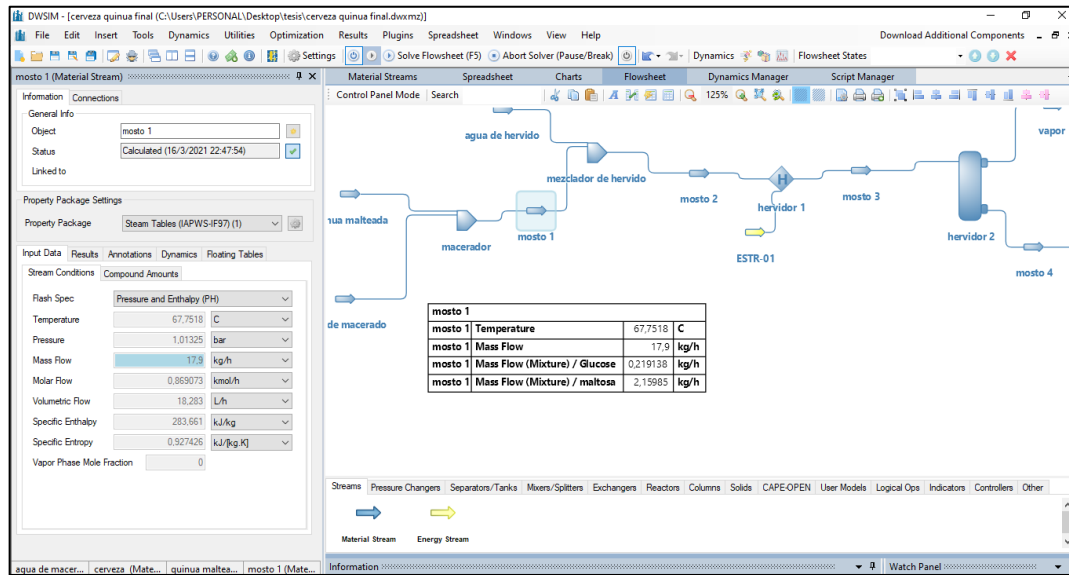 DWSIM - [cerveza quinua final (C:\Users\PERSONAL\Desktop\tesis\cerveza quinua final.dwxmz)]
File Edit Insert Tools Dynamics Utilities Optimization Results Plugins Spreadsheet Windows View Help Download Additional Components
Settings Solve Flowsheet (F5) Abort Solver (Pause/Break) Dynamics Flowsheet States
mosto 1 (Material Stream)
Information Connections
General Info
Object mosto 1
Status Calculated (16/3/2021 22:47:54)
Linked to
Property Package Settings
Property Package Steam Tables (IAPWS-IF97) (1)
Input Data Results Annotations Dynamics Floating Tables
Stream Conditions Compound Amounts
Flash Spec Pressure and Enthalpy (PH)
Temperature 67,7518 C
Pressure 1,01325 bar
Mass Flow 17,9 kg/h
Molar Flow 0,869073 kmol/h
Volumetric Flow 18,283 L/h
Specific Enthalpy 283,661 kJ/kg
Specific Entropy 0,927426 kJ/[kg.K]
Vapor Phase Mole Fraction 0
agua de macer... cerveza (Mate... quinua maltea... mosto 1 (Mate...
Material Streams Spreadsheet Charts Flowsheet Dynamics Manager Script Manager
Control Panel Mode Search A 125%
agua de hervido
vapor
mezclador de hervido
mosto 2
H
hervidor 1
mosto 3
nua malteada
macerador
mosto 1
hervidor 2
ESTR-01
mosto 4
de macerado
mosto 1
mosto 1 Temperature 67,7518 C
mosto 1 Mass Flow 17,9 kg/h
mosto 1 Mass Flow (Mixture) / Glucose 0,219138 kg/h
mosto 1 Mass Flow (Mixture) / maltosa 2,15985 kg/h
Streams Pressure Changers Separators/Tanks Mixers/Splitters Exchangers Reactors Columns Solids CAPE-OPEN User Models Logical Ops Indicators Controllers Other
Material Stream Energy Stream
Information Watch Panel